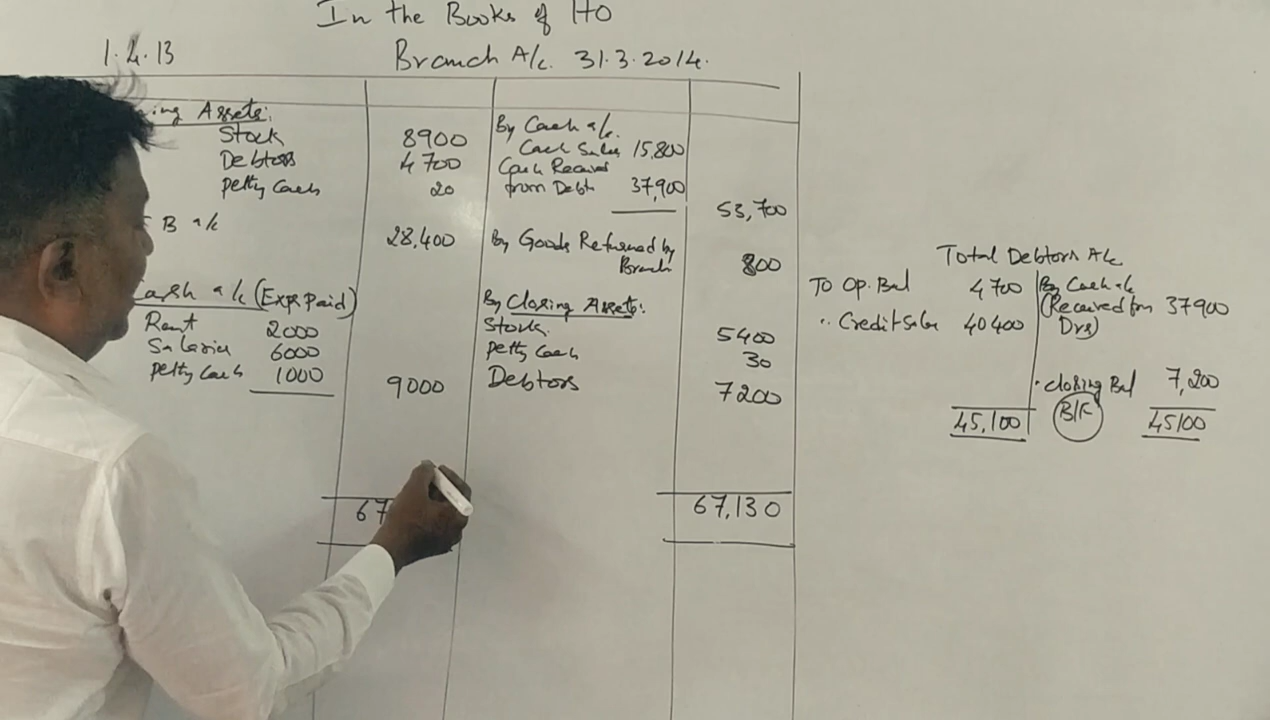 In the Books of HO
1.4.13
Branch A/c. 31.3.2014.
ing Assets:
Stock 8900
Debtors 4700
Petty Cash 20
B a/c 28,400
Cash a/c (Exps Paid)
Rent 2000
Salaries 6000
Petty Cash 1000 9000
67
By Cash a/c.
Cash Sales 15,800
Cash Received
from Debt 37,900
53,700
By Goods Returned by
Branch 800
By Closing Assets:
Stock. 5400
Petty Cash 30
Debtors 7200
67,130
Total Debtors A/c
To Op. Bal 4700
,, Credit Sales 40400
45,100
By Cash a/c
(Received from 37900
Drs)
Closing Bal 7,200
B/F
45100